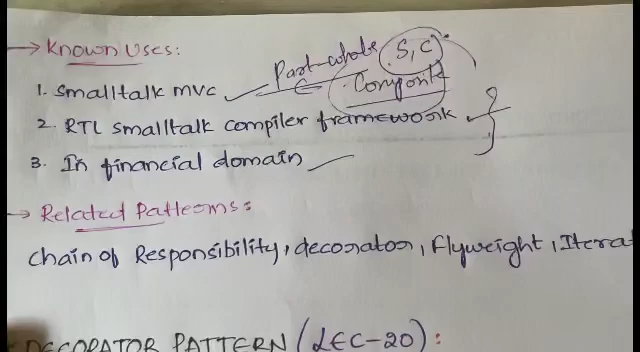 → Known Uses:
Part-whole S, C
Composite
1. Smalltalk MVC
2. RTL Smalltalk compiler framework
3. In financial domain
→ Related Patterns:
Chain of Responsibility, decorator, Flyweight, Itera
DECORATOR PATTERN (LEC-20):